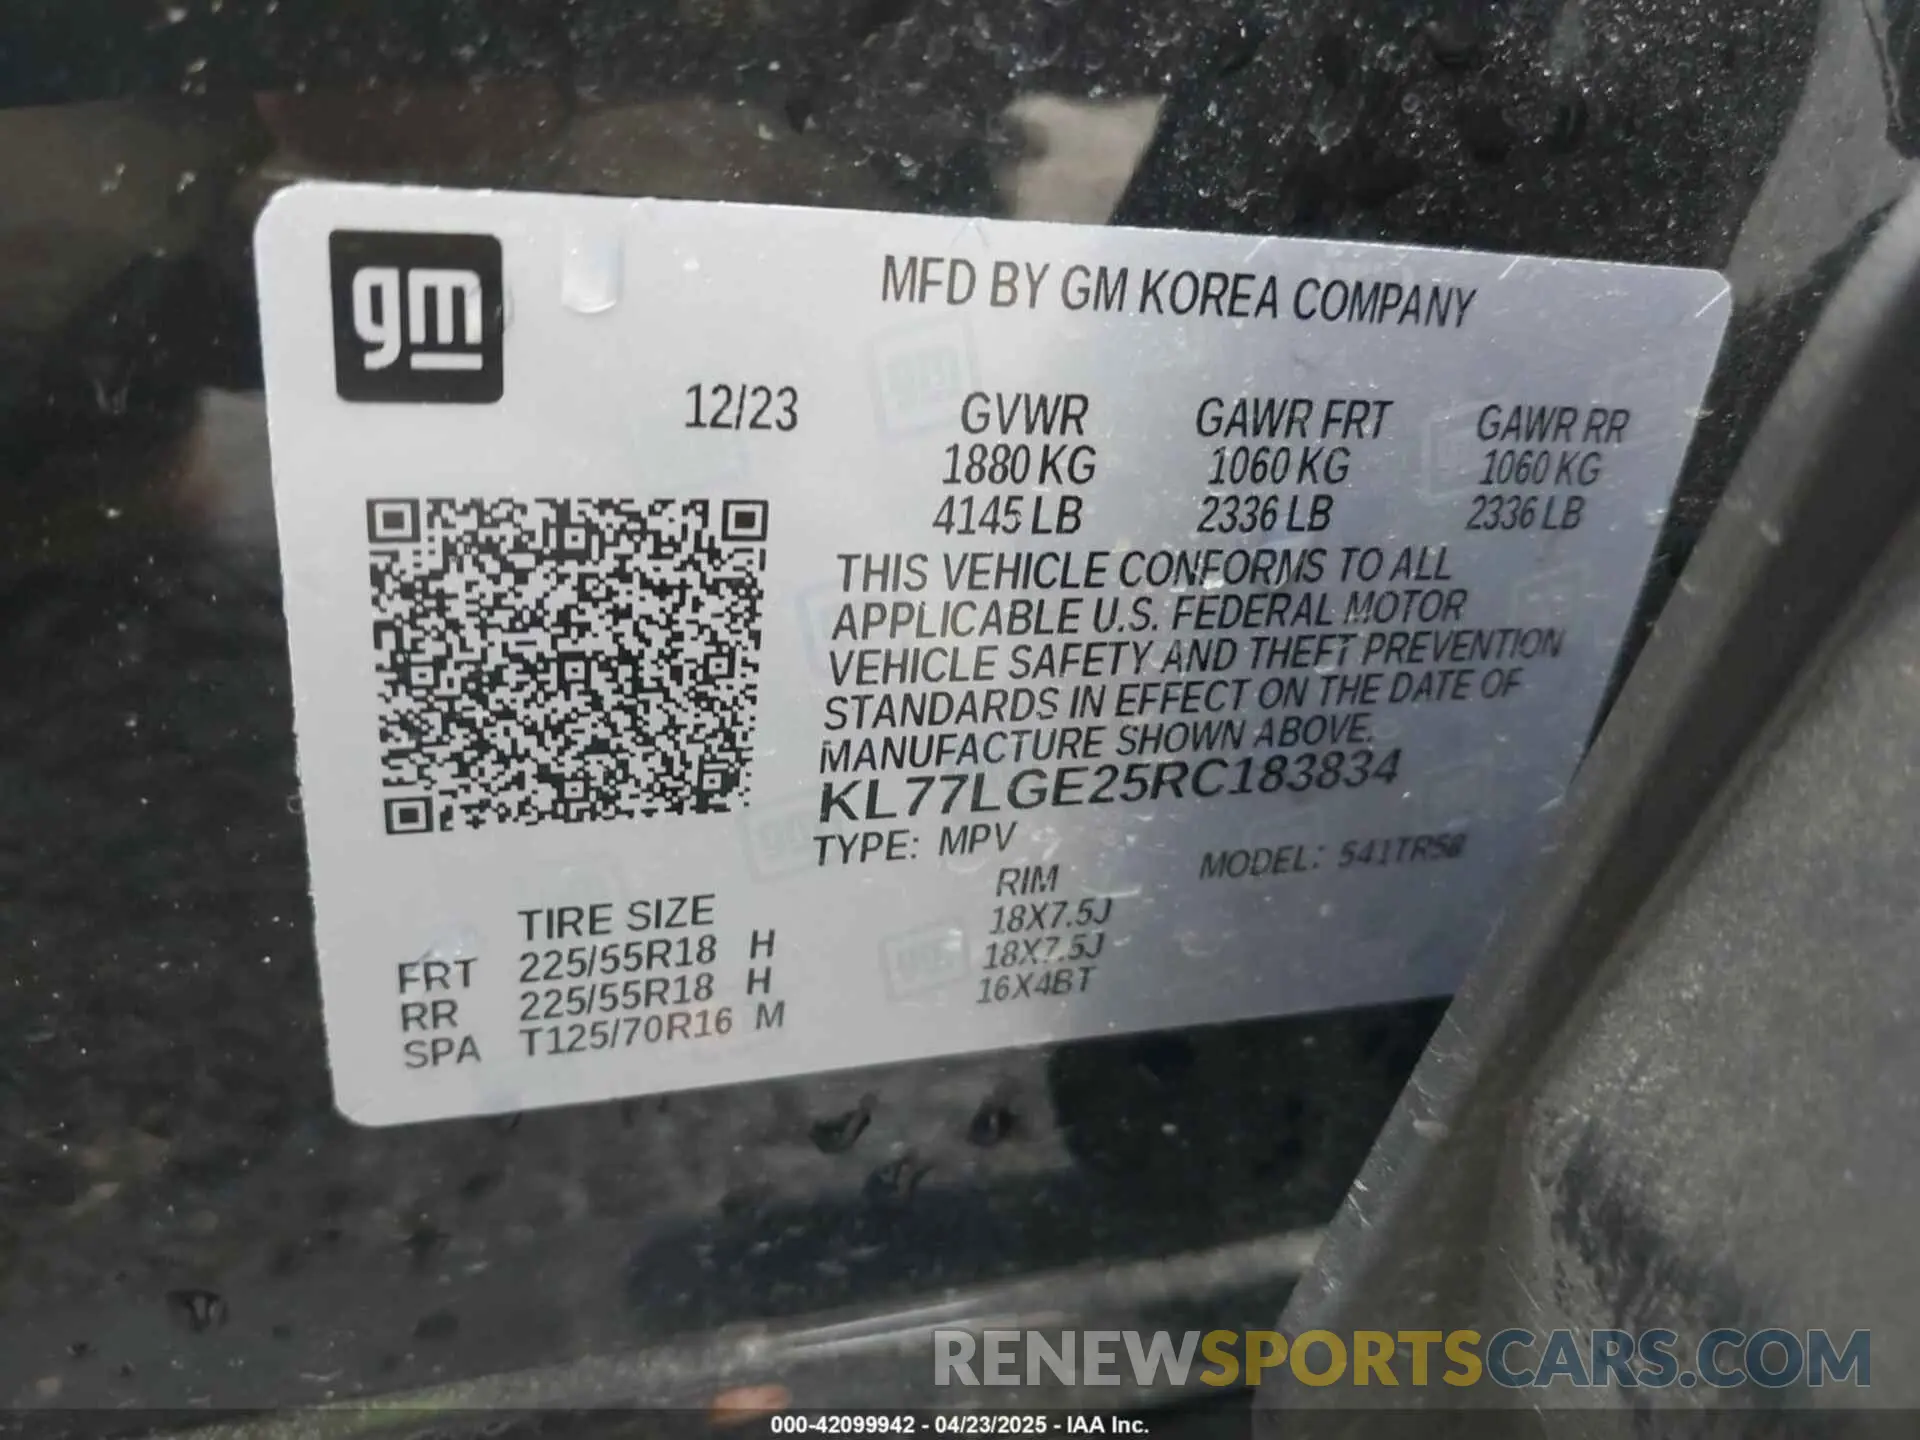 gm
MFD BY GM KOREA COMPANY
12/23 GVWR GAWR FRT GAWR RR
1880 KG 1060 KG 1060 KG
4145 LB 2336 LB 2336 LB
THIS VEHICLE CONFORMS TO ALL
APPLICABLE U.S. FEDERAL MOTOR
VEHICLE SAFETY AND THEFT PREVENTION
STANDARDS IN EFFECT ON THE DATE OF
MANUFACTURE SHOWN ABOVE.
KL77LGE25RC183834
TYPE: MPV MODEL: 541TR50
TIRE SIZE RIM
FRT 225/55R18 H 18X7.5J
RR 225/55R18 H 18X7.5J
SPA T125/70R16 M 16X4BT
RENEWSPORTSCARS.COM
000-42099942 - 04/23/2025 - IAA Inc.